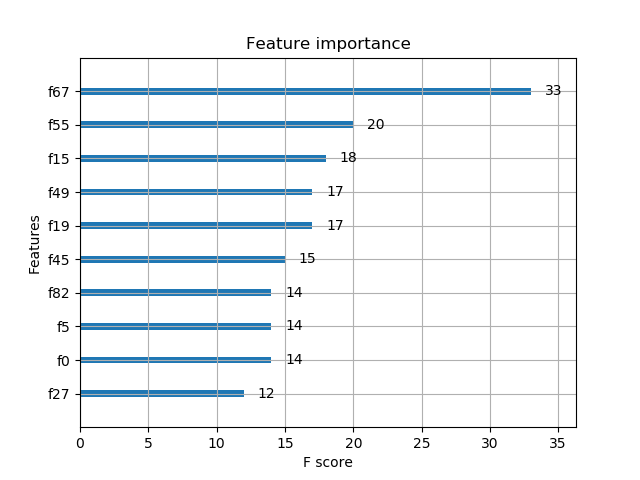 Feature importance
f67 33
f55 20
f15 18
f49 17
f19 17
f45 15
f82 14
f5 14
f0 14
f27 12
Features
0 5 10 15 20 25 30 35
F score